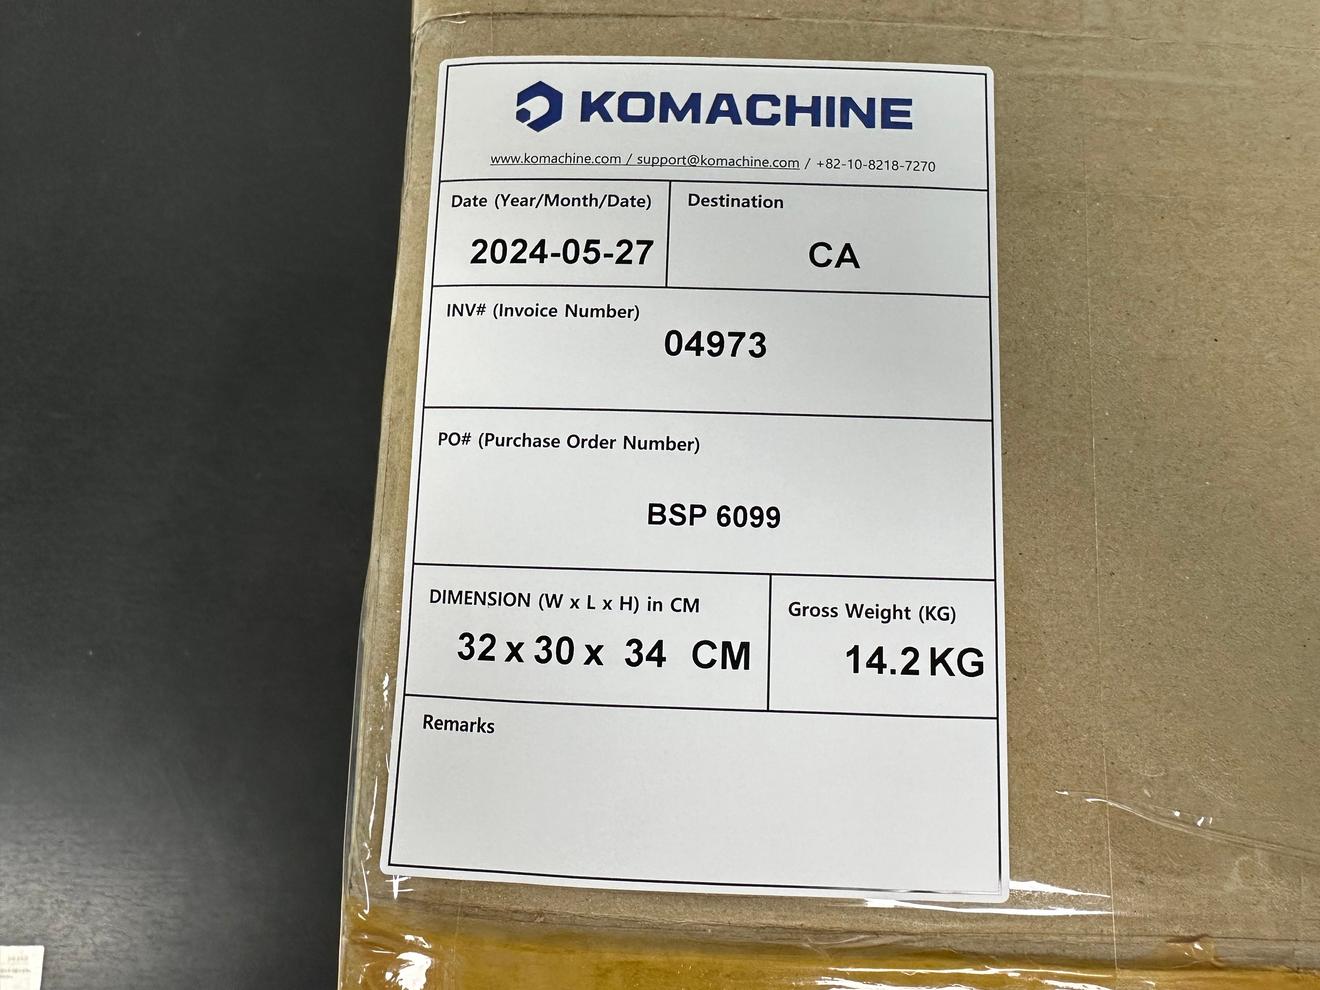 KOMACHINE
www.komachine.com / support@komachine.com / +82-10-8218-7270
Date (Year/Month/Date)
2024-05-27
Destination
CA
INV# (Invoice Number)
04973
PO# (Purchase Order Number)
BSP 6099
DIMENSION (W x L x H) in CM
32 x 30 x 34 CM
Gross Weight (KG)
14.2 KG
Remarks